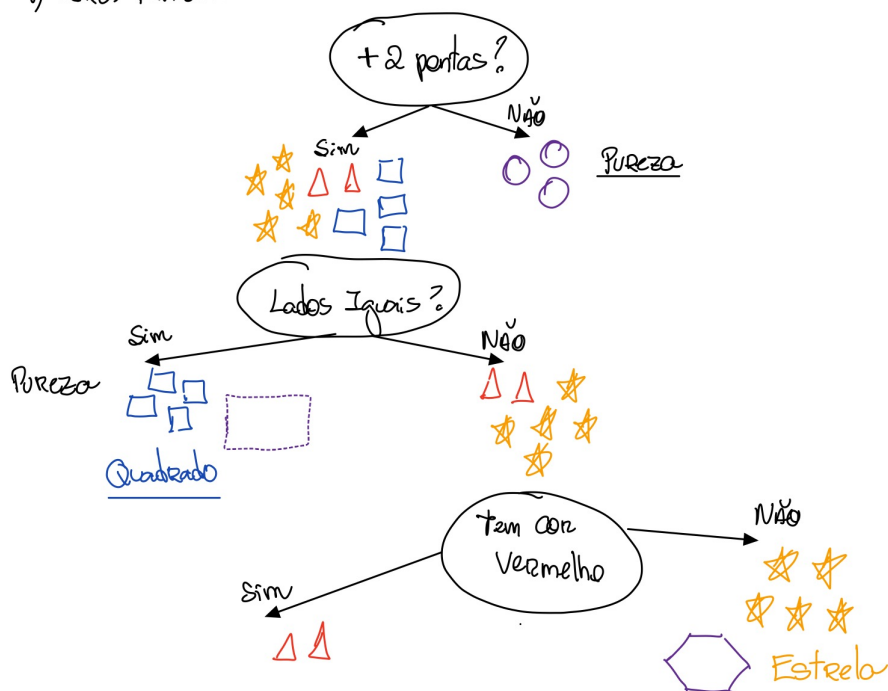 +2 pontas?
NÃO
Sim
Pureza
Lados Iguais?
Sim
NÃO
Pureza
Quadrado
Tem cor
Vermelho
NÃO
Sim
Estrela